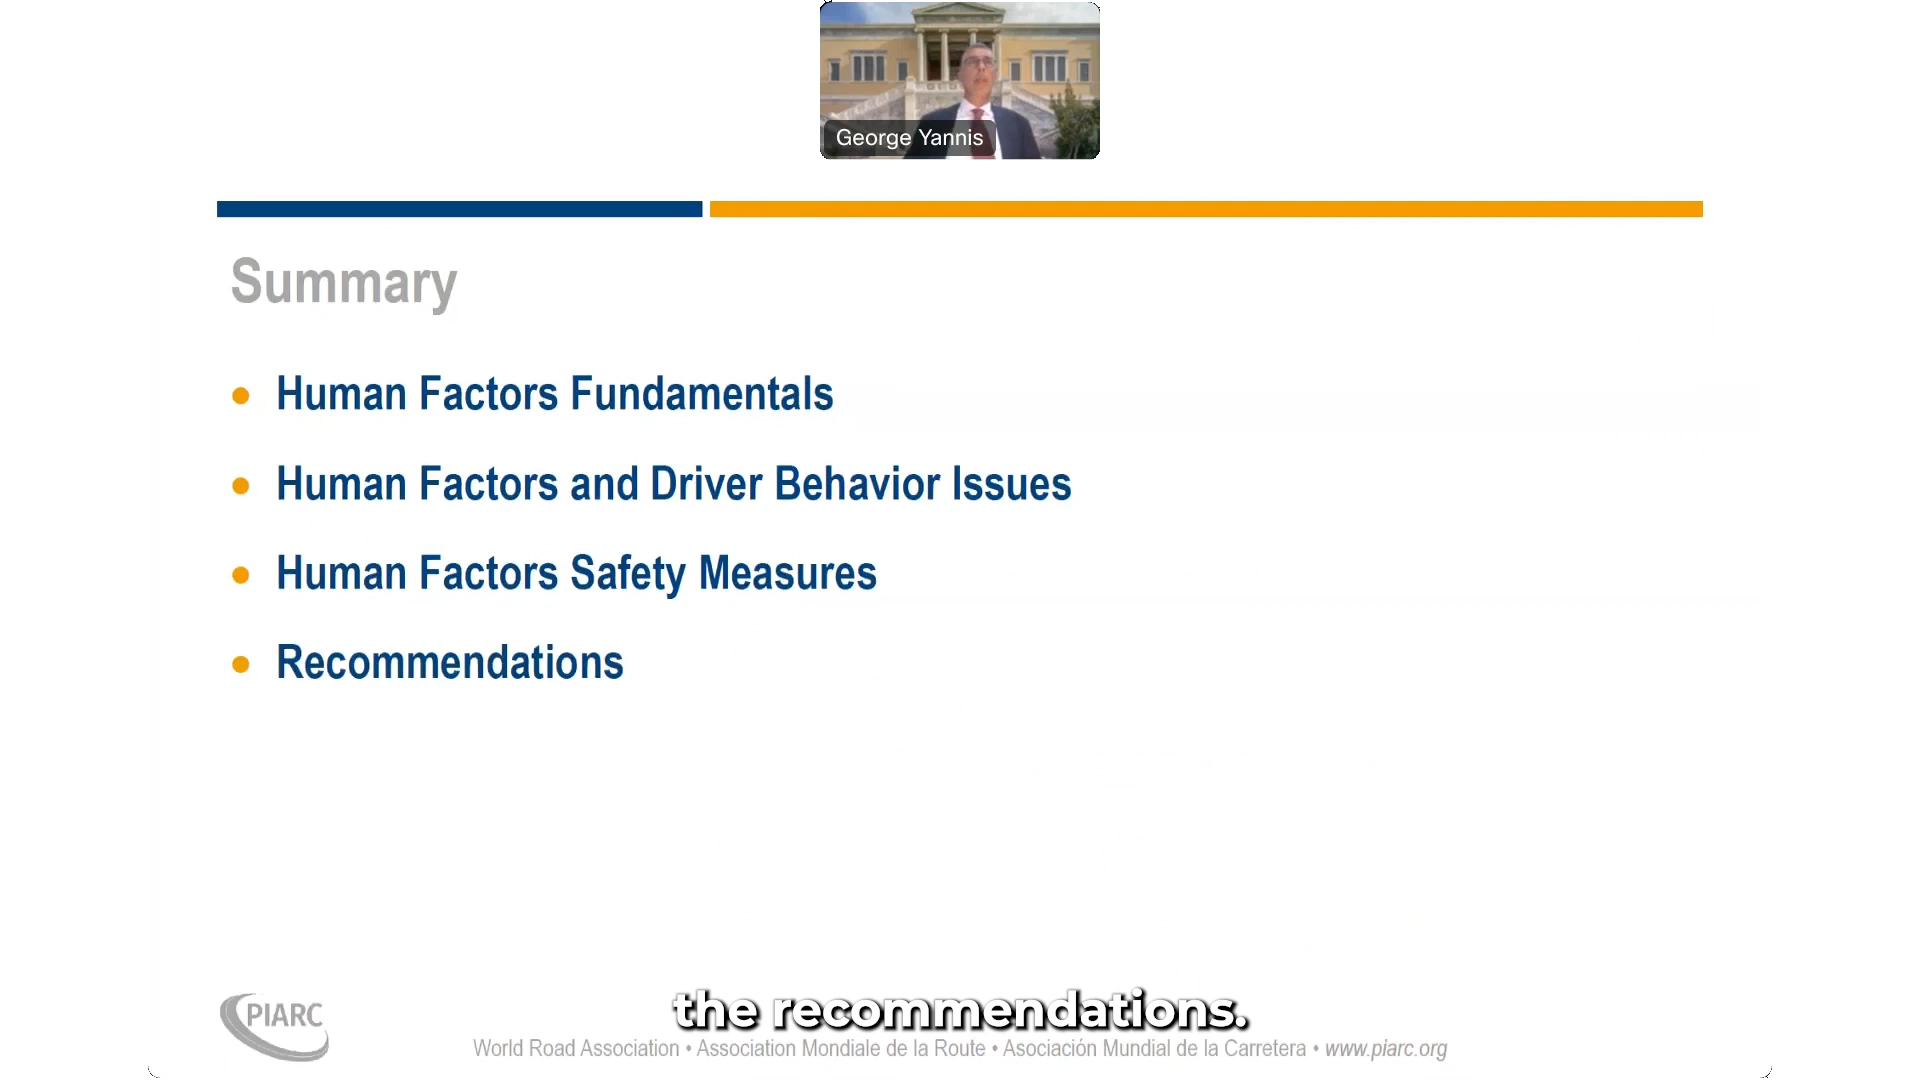 George Yannis
Summary
• Human Factors Fundamentals
• Human Factors and Driver Behavior Issues
• Human Factors Safety Measures
• Recommendations
PIARC
the recommendations.
World Road Association • Association Mondiale de la Route • Asociación Mundial de la Carretera • www.piarc.org